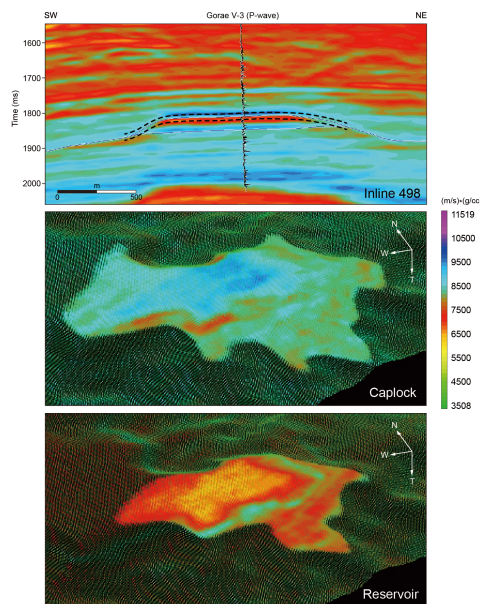 SW
Gorae V-3 (P-wave)
NE
Time (ms)
1600
1700
1800
1900
2000
0
m
500
Inline 498
(m/s)•(g/cc
11519
10500
9500
8500
7500
6500
5500
4500
3508
N
W
T
Caplock
N
W
T
Reservoir